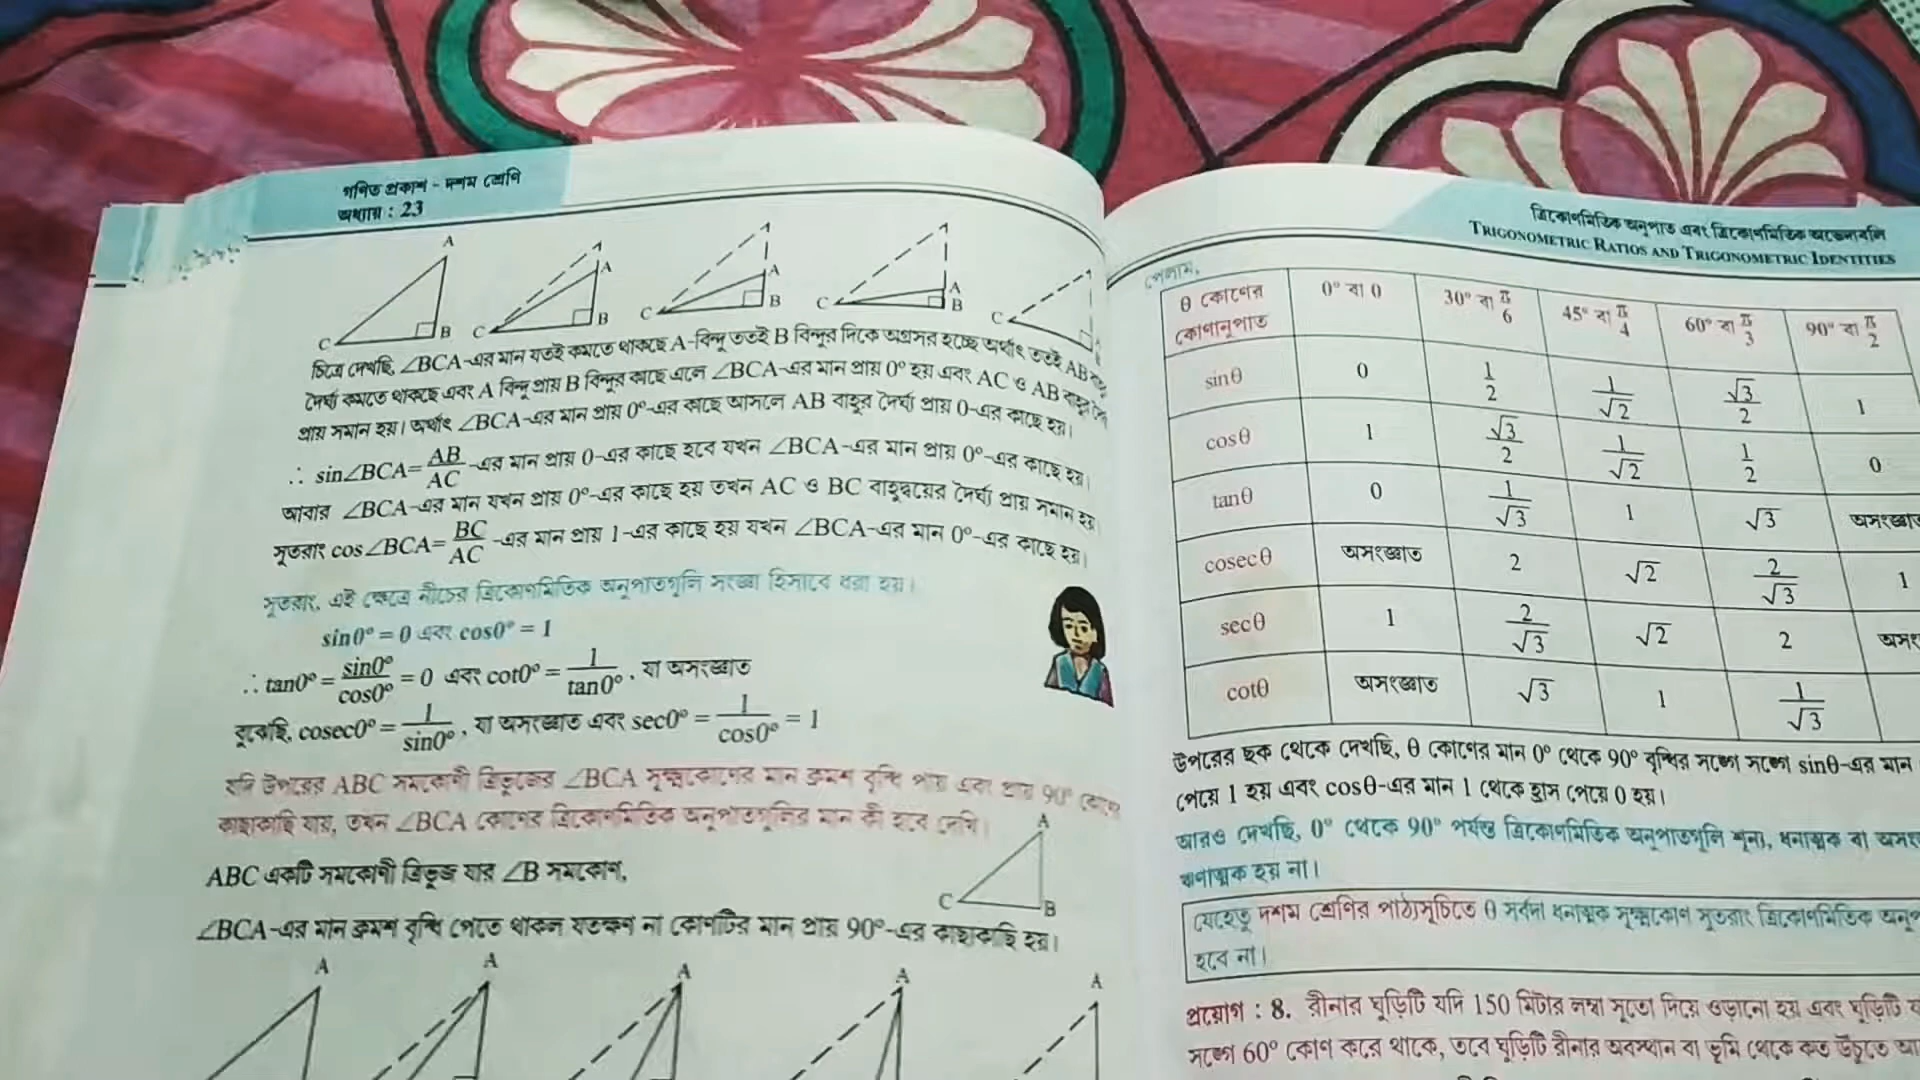 গণিত প্রকাশ - দশম শ্রেণি
অধ্যায় : 23
A
B
C
A
B
C
A
B
C
A
B
C
C
চিত্রে দেখছি, ∠BCA-এর মান যতই কমতে থাকছে A-বিন্দু ততই B বিন্দুর দিকে অগ্রসর হচ্ছে অর্থাৎ ততই AB
দৈর্ঘ্য কমতে থাকছে এবং A বিন্দু প্রায় B বিন্দুর কাছে এলে ∠BCA-এর মান প্রায় 0° হয় এবং AC ও AB বাহুর
প্রায় সমান হয়। অর্থাৎ ∠BCA-এর মান প্রায় 0°-এর কাছে আসলে AB বাহুর দৈর্ঘ্য প্রায় 0-এর কাছে হয়।
∴ sin∠BCA= AB/AC -এর মান প্রায় 0-এর কাছে হবে যখন ∠BCA-এর মান প্রায় 0°-এর কাছে হয়।
আবার ∠BCA-এর মান যখন প্রায় 0°-এর কাছে হয় তখন AC ও BC বাহুদ্বয়ের দৈর্ঘ্য প্রায় সমান হয়
সুতরাং cos∠BCA= BC/AC -এর মান প্রায় 1-এর কাছে হয় যখন ∠BCA-এর মান 0°-এর কাছে হয়।
সুতরাং, এই ক্ষেত্রে নীচের ত্রিকোণমিতিক অনুপাতগুলি সংজ্ঞা হিসাবে ধরা হয়।
sin0° = 0 এবং cos0° = 1
∴ tan0° = sin0°/cos0° = 0 এবং cot0° = 1/tan0° , যা অসংজ্ঞাত
বুঝেছি, cosec0° = 1/sin0° , যা অসংজ্ঞাত এবং sec0° = 1/cos0° = 1
যদি উপরের ABC সমকোণী ত্রিভুজের ∠BCA সূক্ষ্মকোণের মান ক্রমশ বৃদ্ধি পায় এবং প্রায় 90° কোণের
কাছাকাছি যায়, তখন ∠BCA কোণের ত্রিকোণমিতিক অনুপাতগুলির মান কী হবে দেখি।
ABC একটি সমকোণী ত্রিভুজ যার ∠B সমকোণ,
A
C
B
∠BCA-এর মান ক্রমশ বৃদ্ধি পেতে থাকল যতক্ষণ না কোণটির মান প্রায় 90°-এর কাছাকাছি হয়।
A
A
A
A
A
ত্রিকোণমিতিক অনুপাত এবং ত্রিকোণমিতিক অভেদাবলি
TRIGONOMETRIC RATIOS AND TRIGONOMETRIC IDENTITIES
পেলাম,
θ কোণের কোণানুপাত 0° বা 0 30° বা π/6 45° বা π/4 60° বা π/3 90° বা π/2
sinθ 0 1/2 1/√2 √3/2 1
cosθ 1 √3/2 1/√2 1/2 0
tanθ 0 1/√3 1 √3 অসংজ্ঞাত
cosecθ অসংজ্ঞাত 2 √2 2/√3 1
secθ 1 2/√3 √2 2
cotθ অসংজ্ঞাত √3 1 1/√3
উপরের ছক থেকে দেখছি, θ কোণের মান 0° থেকে 90° বৃদ্ধির সঙ্গে সঙ্গে sinθ-এর মান
পেয়ে 1 হয় এবং cosθ-এর মান 1 থেকে হ্রাস পেয়ে 0 হয়।
আরও দেখছি, 0° থেকে 90° পর্যন্ত ত্রিকোণমিতিক অনুপাতগুলি শূন্য, ধনাত্মক বা
ঋণাত্মক হয় না।
যেহেতু দশম শ্রেণির পাঠ্যসূচিতে θ সর্বদা ধনাত্মক সূক্ষ্মকোণ সুতরাং ত্রিকোণমিতিক
হবে না।
প্রয়োগ : 8. রীনার ঘুড়িটি যদি 150 মিটার লম্বা সুতো দিয়ে ওড়ানো হয় এবং ঘুড়িটি
সঙ্গে 60° কোণ করে থাকে, তবে ঘুড়িটি রীনার অবস্থান বা ভূমি থেকে কত উঁচুতে